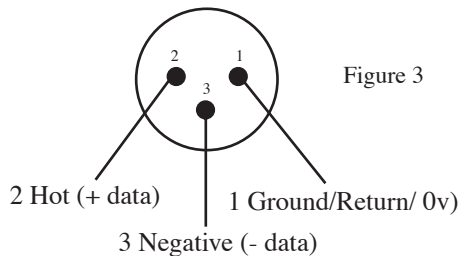 2
1
3
Figure 3
2 Hot (+ data)
1 Ground/Return/ 0v)
3 Negative (- data)